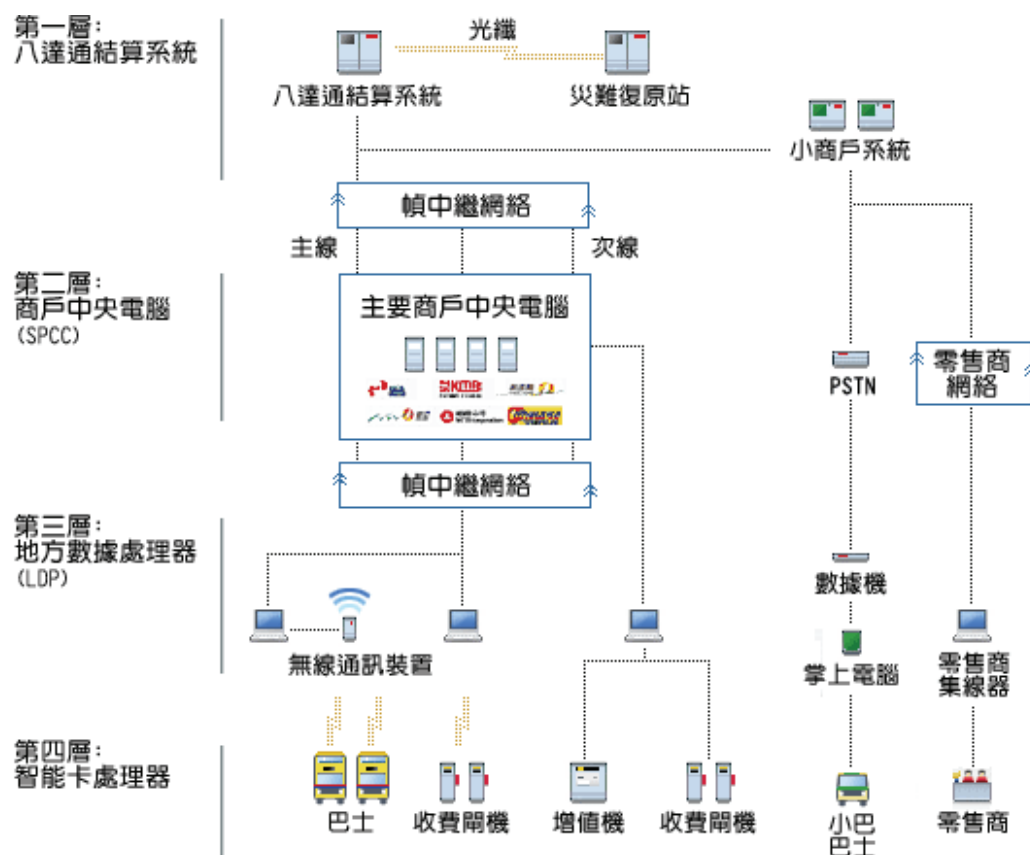 第一層:
八達通結算系統
光纖
八達通結算系統
災難復原站
小商戶系統
幀中繼網絡
主線
次線
第二層:
商戶中央電腦
(SPCC)
主要商戶中央電腦
KMB
PSTN
零售商
網絡
幀中繼網絡
第三層:
地方數據處理器
(LDP)
無線通訊裝置
數據機
掌上電腦
零售商
集線器
第四層:
智能卡處理器
巴士
收費閘機
增值機
收費閘機
小巴
巴士
零售商